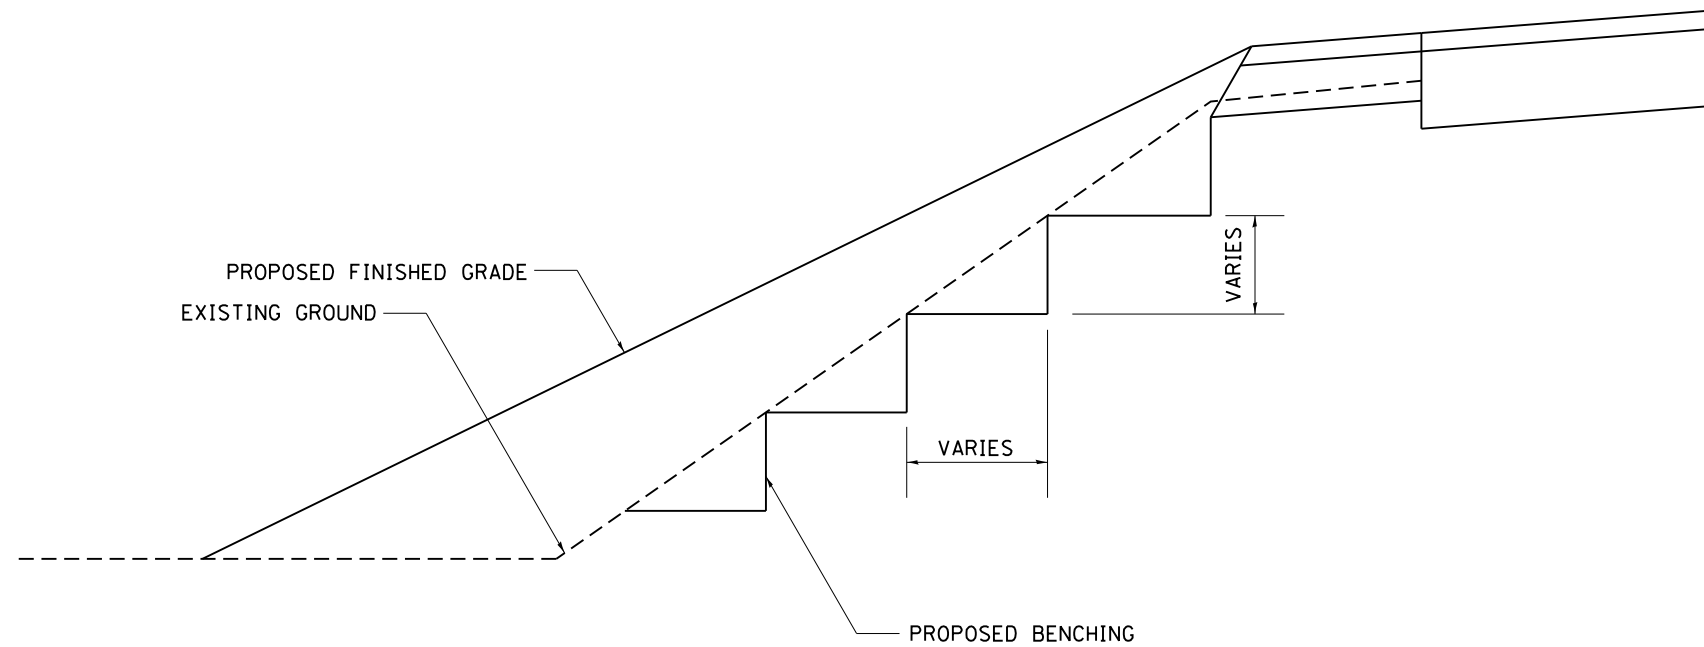 PROPOSED FINISHED GRADE
EXISTING GROUND
VARIES
VARIES
PROPOSED BENCHING